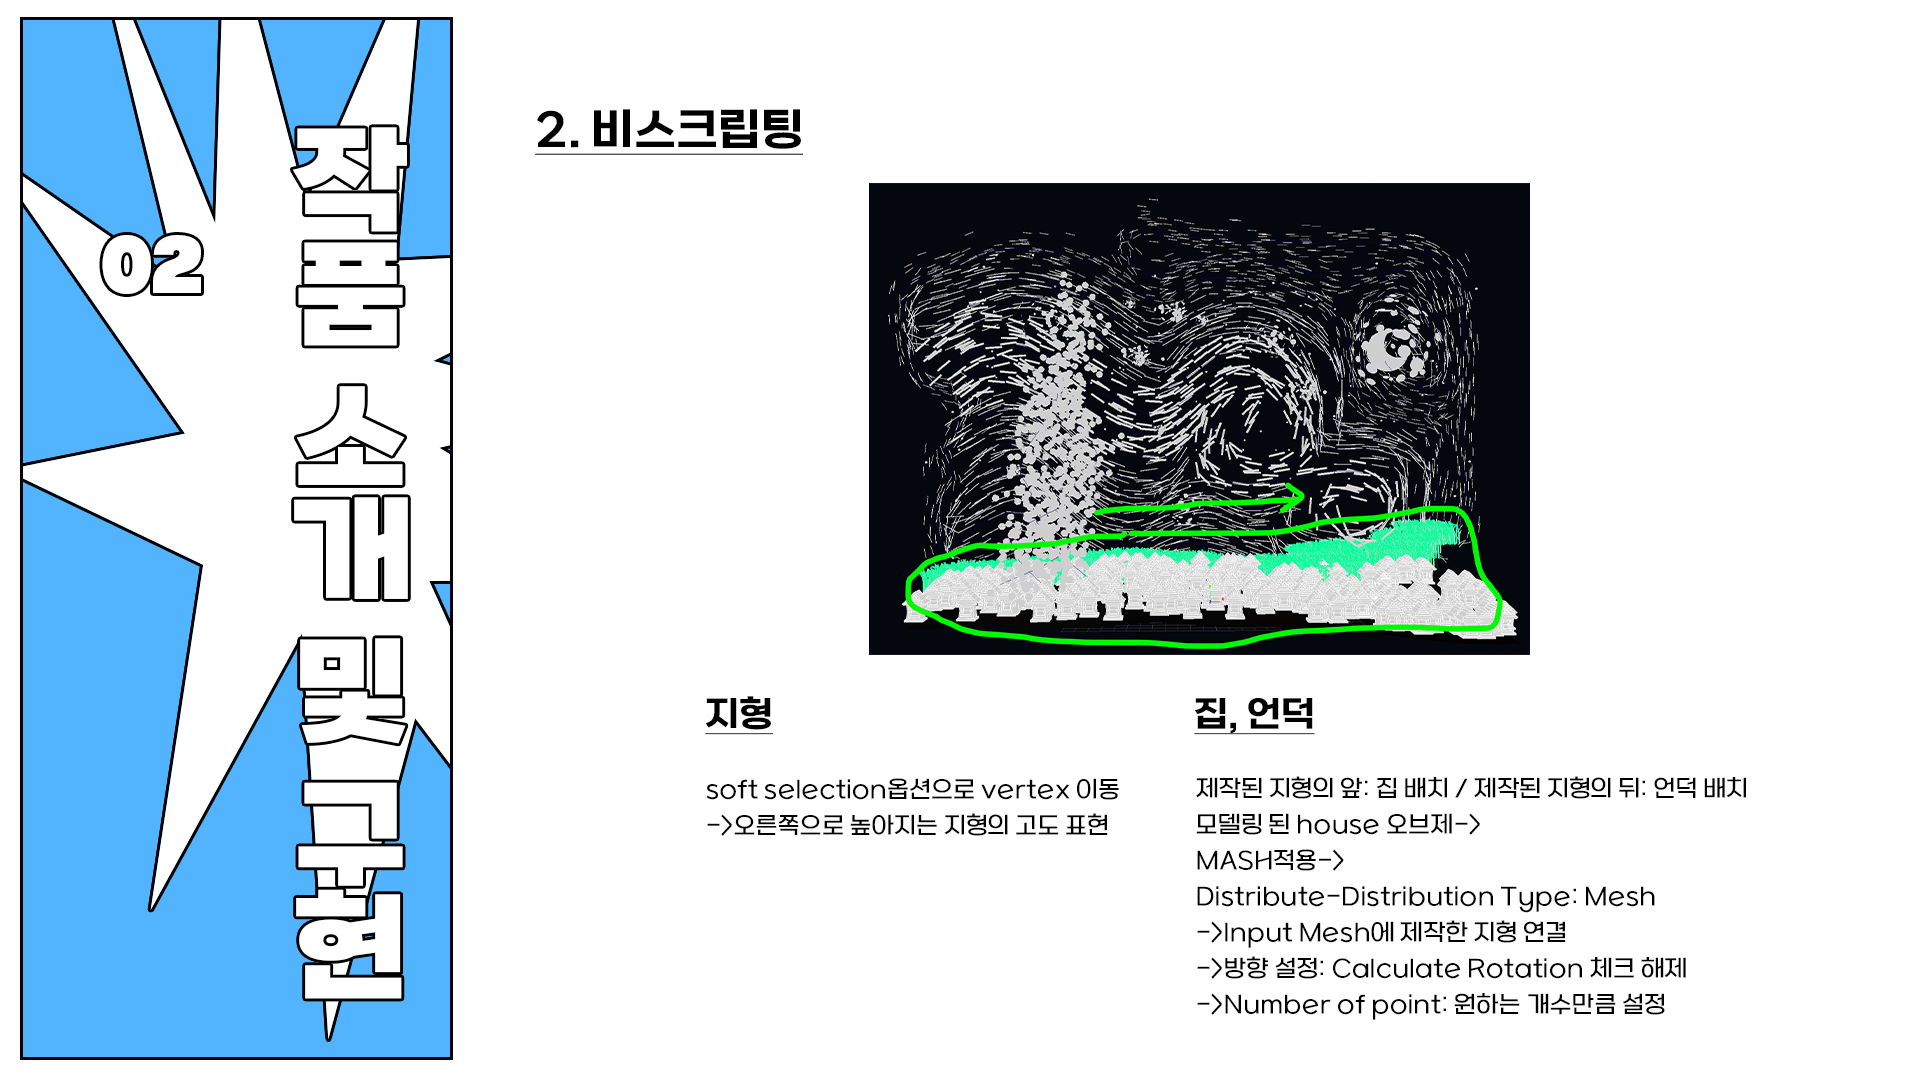 02
작품 소개 및 구현
2. 비스크립팅
지형
soft selection옵션으로 vertex 이동
->오른쪽으로 높아지는 지형의 고도 표현
집, 언덕
제작된 지형의 앞: 집 배치 / 제작된 지형의 뒤: 언덕 배치
모델링 된 house 오브제->
MASH적용->
Distribute-Distribution Type: Mesh
->Input Mesh에 제작한 지형 연결
->방향 설정: Calculate Rotation 체크 해제
->Number of point: 원하는 개수만큼 설정